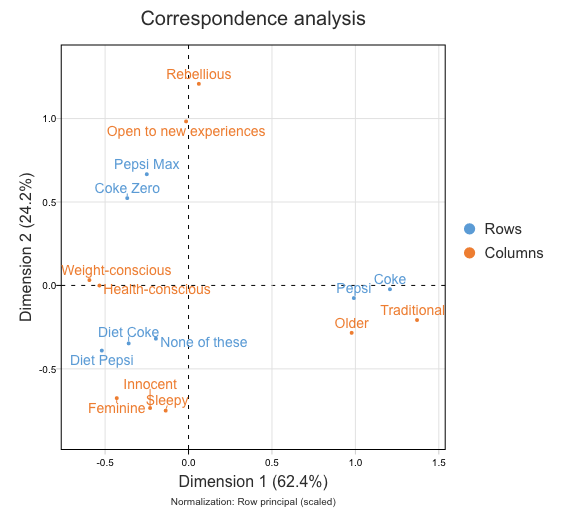 Correspondence analysis
Rebellious
1.0
Open to new experiences
Pepsi Max
Coke Zero
0.5
Dimension 2 (24.2%)
Rows
Columns
Weight-conscious
Coke
0.0
Health-conscious
Pepsi
Traditional
Older
Diet Coke
None of these
Diet Pepsi
-0.5
Innocent
Feminine
Sleepy
-0.5
0.0
0.5
1.0
1.5
Dimension 1 (62.4%)
Normalization: Row principal (scaled)